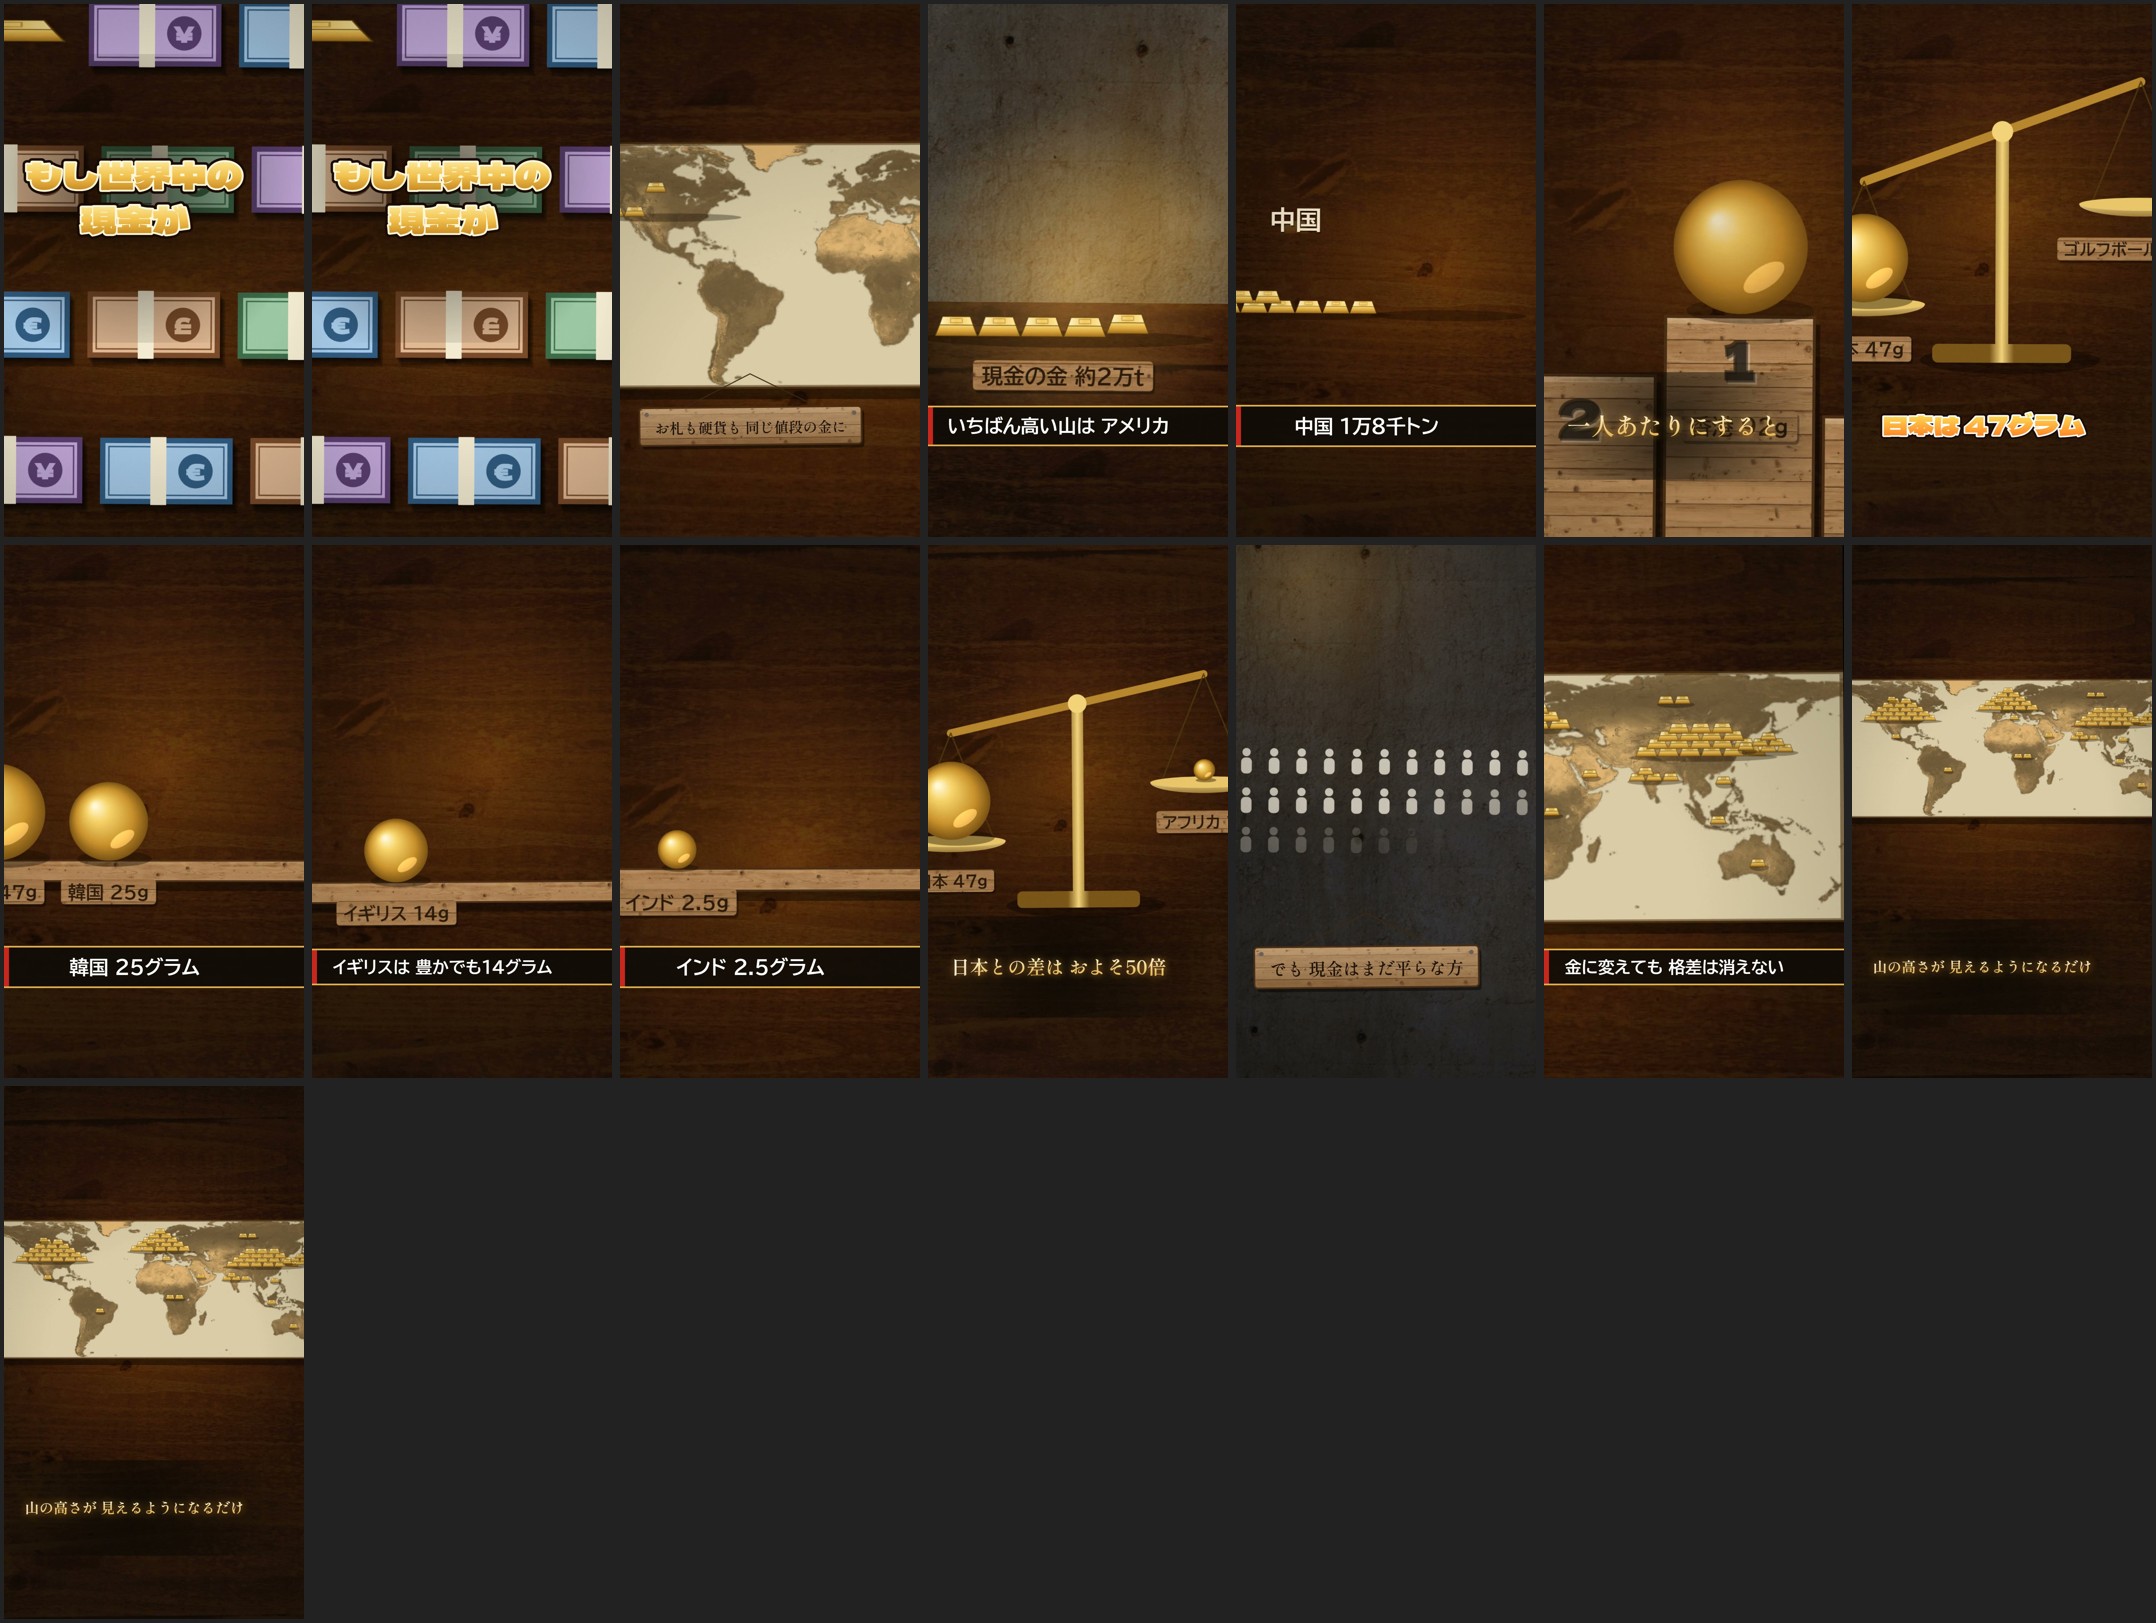 ¥
¥
もし世界中の
現金が
もし世界中の
現金が
€
£
€
£
¥
€
¥
€
お札も硬貨も 同じ値段の金に
現金の金 約2万t
いちばん高い山は アメリカ
中国
中国 1万8千トン
1
2
一人あたりにすると
ゴルフボール
本 47g
日本は 47グラム
47g
韓国 25g
韓国 25グラム
イギリス 14g
イギリスは 豊かでも14グラム
インド 2.5g
インド 2.5グラム
アフリカ
本 47g
日本との差は およそ50倍
でも 現金はまだ平らな方
金に変えても 格差は消えない
山の高さが 見えるようになるだけ
山の高さが 見えるようになるだけ